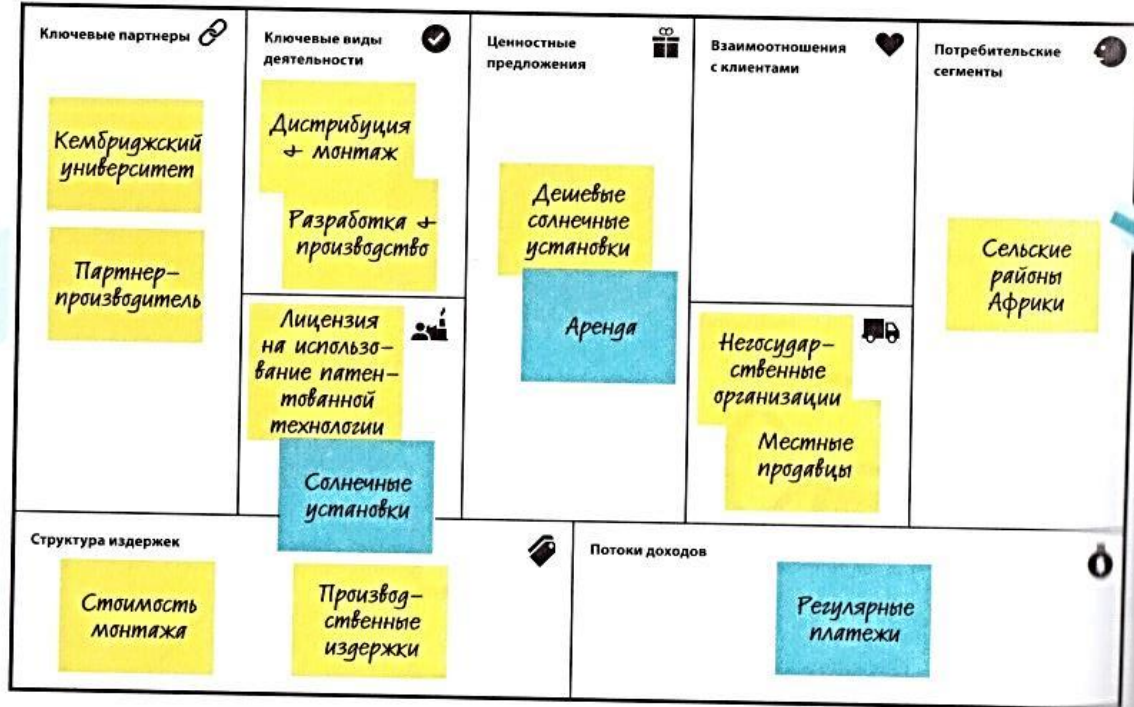 Ключевые партнеры
Кембриджский
университет
Партнер–
производитель
Ключевые виды
деятельности
Дистрибуция
+ монтаж
Разработка +
производство
Лицензия
на использо–
вание патен–
тованной
технологии
Солнечные
установки
Ценностные
предложения
Дешевые
солнечные
установки
Аренда
Взаимоотношения
с клиентами
Негосудар–
ственные
организации
Местные
продавцы
Потребительские
сегменты
Сельские
районы
Африки
Структура издержек
Стоимость
монтажа
Производ–
ственные
издержки
Потоки доходов
Регулярные
платежи